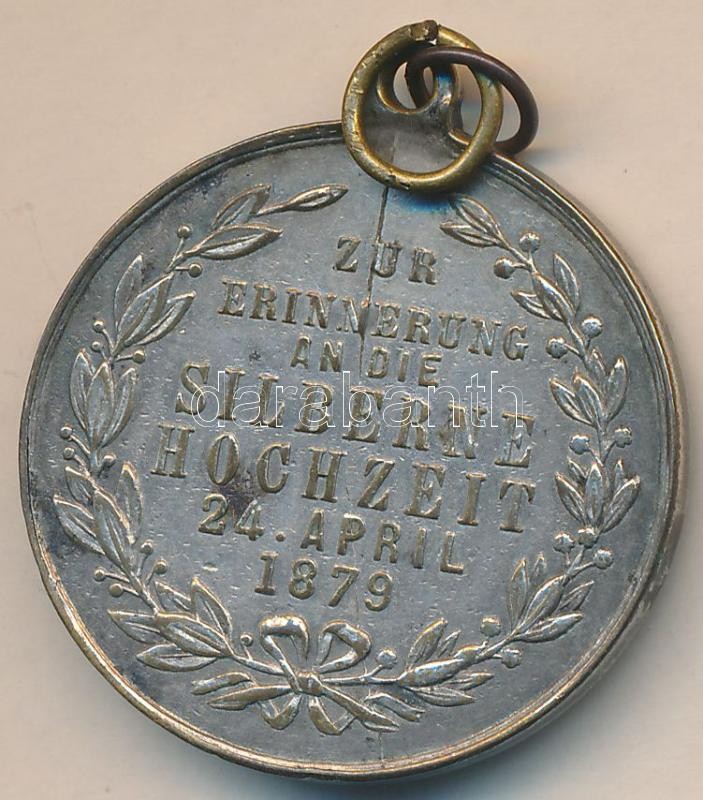 ZUR
ERINNERUNG
AN DIE
SILBERNE
HOCHZEIT
24. APRIL
1879
darabanth